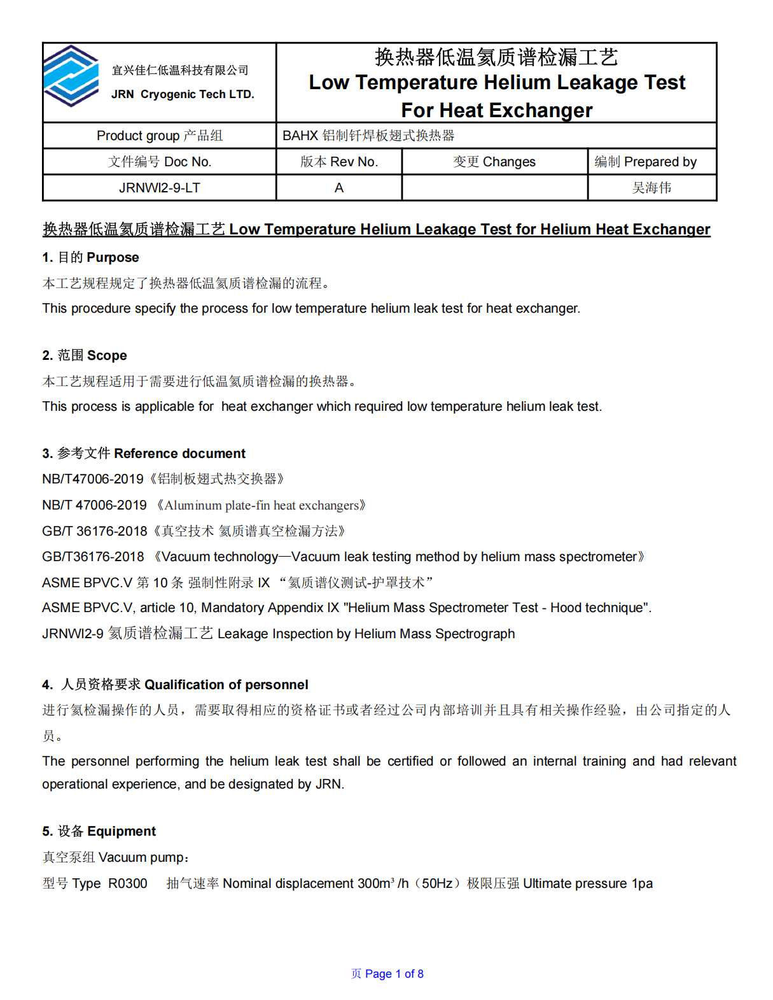 宜兴佳仁低温科技有限公司
JRN Cryogenic Tech LTD.
换热器低温氦质谱检漏工艺
Low Temperature Helium Leakage Test
For Heat Exchanger
Product group 产品组
BAHX 铝制钎焊板翅式换热器
文件编号 Doc No.
版本 Rev No.
变更 Changes
编制 Prepared by
JRNWI2-9-LT
A
吴海伟
换热器低温氦质谱检漏工艺 Low Temperature Helium Leakage Test for Helium Heat Exchanger
1. 目的 Purpose
本工艺规程规定了换热器低温氦质谱检漏的流程。
This procedure specify the process for low temperature helium leak test for heat exchanger.
2. 范围 Scope
本工艺规程适用于需要进行低温氦质谱检漏的换热器。
This process is applicable for heat exchanger which required low temperature helium leak test.
3. 参考文件 Reference document
NB/T47006-2019《铝制板翅式热交换器》
NB/T 47006-2019 《Aluminum plate-fin heat exchangers》
GB/T 36176-2018《真空技术 氦质谱真空检漏方法》
GB/T36176-2018 《Vacuum technology—Vacuum leak testing method by helium mass spectrometer》
ASME BPVC.V 第 10 条 强制性附录 IX “氦质谱仪测试-护罩技术”
ASME BPVC.V, article 10, Mandatory Appendix IX "Helium Mass Spectrometer Test - Hood technique".
JRNWI2-9 氦质谱检漏工艺 Leakage Inspection by Helium Mass Spectrograph
4. 人员资格要求 Qualification of personnel
进行氦检漏操作的人员，需要取得相应的资格证书或者经过公司内部培训并且具有相关操作经验，由公司指定的人
员。
The personnel performing the helium leak test shall be certified or followed an internal training and had relevant
operational experience, and be designated by JRN.
5. 设备 Equipment
真空泵组 Vacuum pump：
型号 Type R0300 抽气速率 Nominal displacement 300m³ /h（50Hz）极限压强 Ultimate pressure 1pa
页 Page 1 of 8